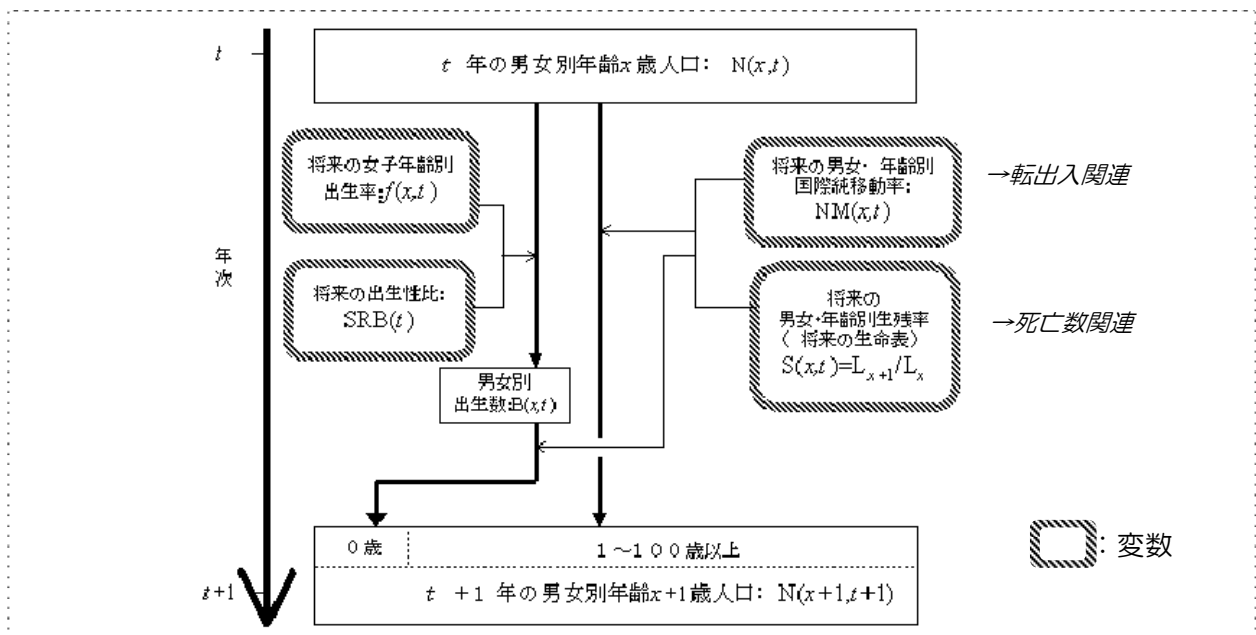 t
t 年の男女別年齢x歳人口: N(x,t)
将来の女子年齢別
出生率:f(x,t)
将来の男女・年齢別
国際純移動率:
NM(x,t)
→転出入関連
年次
将来の出生性比:
SRB(t)
将来の
男女・年齢別生残率
(将来の生命表)
S(x,t)=Lx+1/Lx
→死亡数関連
男女別
出生数:B(x,t)
0歳
1~100歳以上
:変数
t+1
t +1 年の男女別年齢x+1歳人口: N(x+1,t+1)